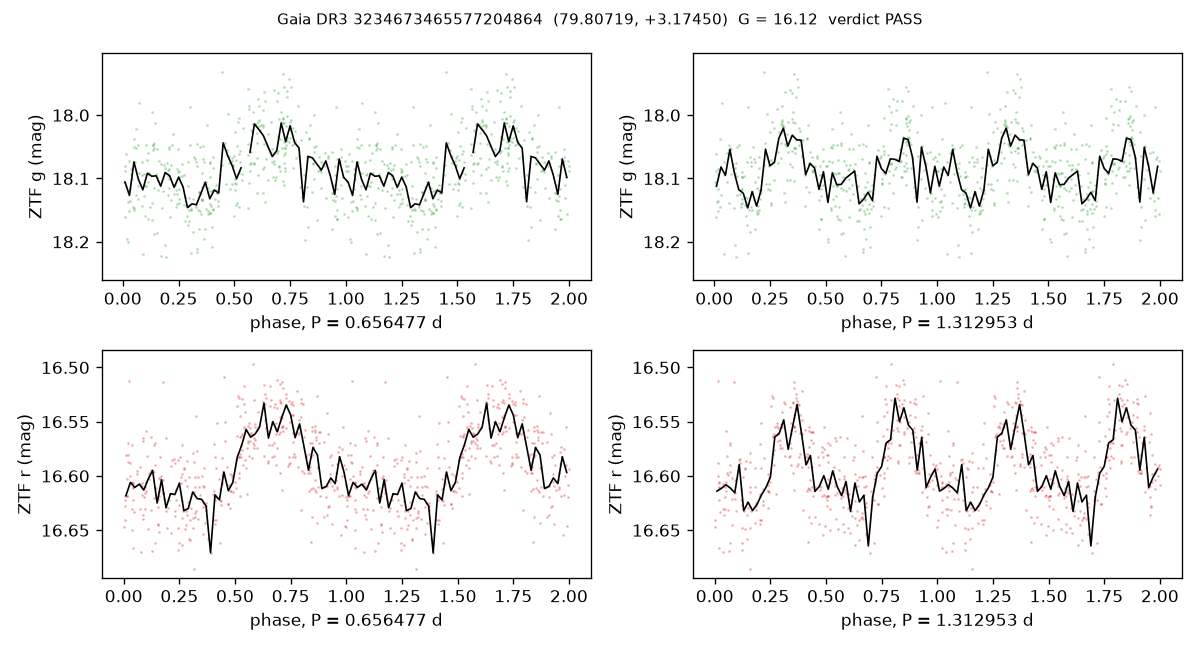 Gaia DR3 3234673465577204864 (79.80719, +3.17450) G = 16.12 verdict PASS
ZTF g (mag)
18.0
18.1
18.2
0.00 0.25 0.50 0.75 1.00 1.25 1.50 1.75 2.00
phase, P = 0.656477 d
ZTF g (mag)
18.0
18.1
18.2
0.00 0.25 0.50 0.75 1.00 1.25 1.50 1.75 2.00
phase, P = 1.312953 d
ZTF r (mag)
16.50
16.55
16.60
16.65
0.00 0.25 0.50 0.75 1.00 1.25 1.50 1.75 2.00
phase, P = 0.656477 d
ZTF r (mag)
16.50
16.55
16.60
16.65
0.00 0.25 0.50 0.75 1.00 1.25 1.50 1.75 2.00
phase, P = 1.312953 d